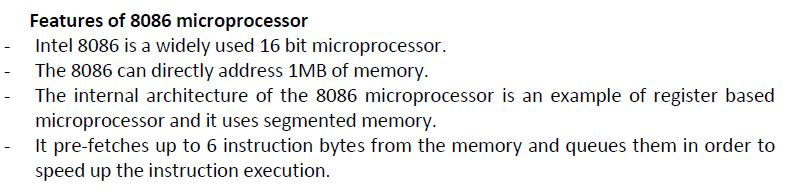 Features of 8086 microprocessor
- Intel 8086 is a widely used 16 bit microprocessor.
- The 8086 can directly address 1MB of memory.
- The internal architecture of the 8086 microprocessor is an example of register based
microprocessor and it uses segmented memory.
- It pre-fetches up to 6 instruction bytes from the memory and queues them in order to
speed up the instruction execution.